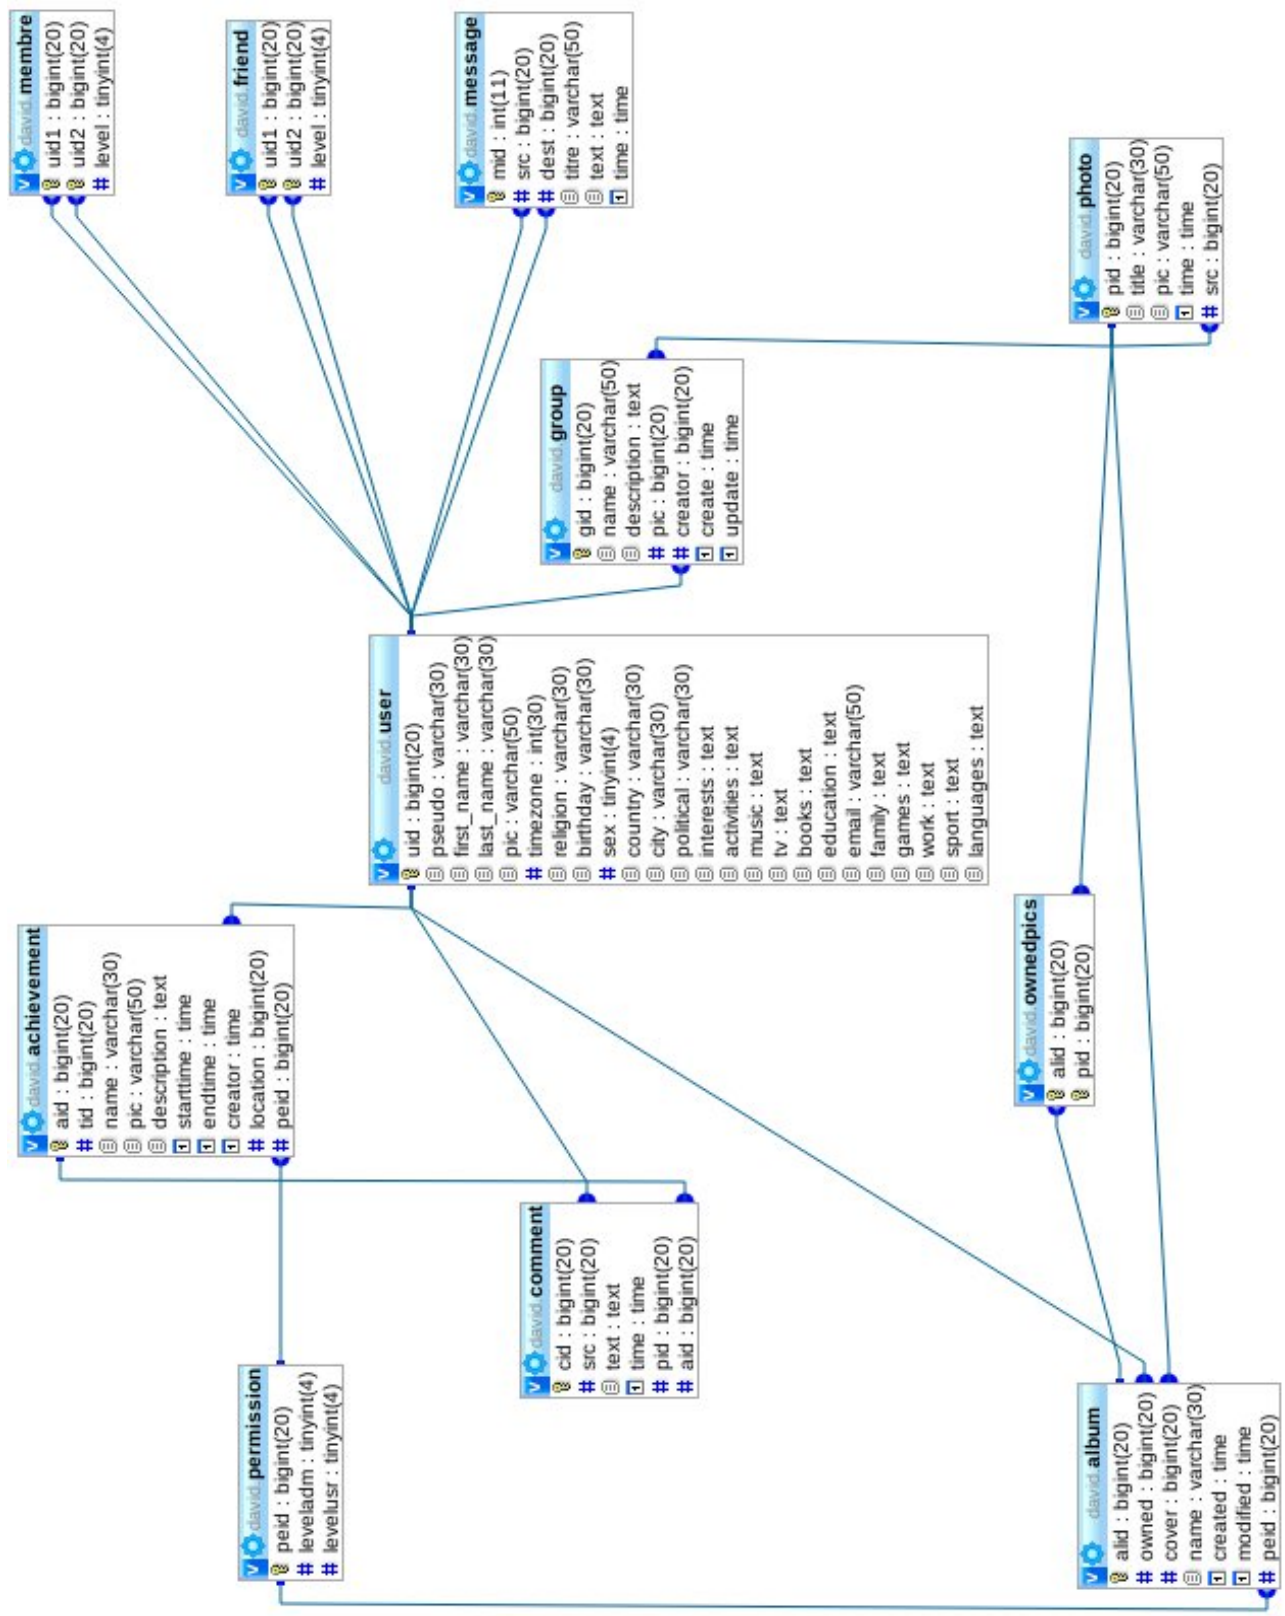 david.membre
uid1 : bigint(20)
uid2 : bigint(20)
level : tinyint(4)
david.friend
uid1 : bigint(20)
uid2 : bigint(20)
level : tinyint(4)
david.message
mid : int(11)
src : bigint(20)
dest : bigint(20)
titre : varchar(50)
text : text
time : time
david.group
gid : bigint(20)
name : varchar(50)
description : text
pic : bigint(20)
creator : bigint(20)
create : time
update : time
david.photo
pid : bigint(20)
title : varchar(30)
pic : varchar(50)
time : time
src : bigint(20)
david.user
uid : bigint(20)
pseudo : varchar(30)
first_name : varchar(30)
last_name : varchar(30)
pic : varchar(50)
timezone : int(30)
religion : varchar(30)
birthday : varchar(30)
sex : tinyint(4)
country : varchar(30)
city : varchar(30)
political : varchar(30)
interests : text
activities : text
music : text
tv : text
books : text
education : text
email : varchar(50)
family : text
games : text
work : text
sport : text
languages : text
david.achievement
aid : bigint(20)
tid : bigint(20)
name : varchar(30)
pic : varchar(50)
description : text
starttime : time
endtime : time
creator : time
location : bigint(20)
peid : bigint(20)
david.ownedpics
alid : bigint(20)
pid : bigint(20)
david.comment
cid : bigint(20)
src : bigint(20)
text : text
time : time
pid : bigint(20)
aid : bigint(20)
david.permission
peid : bigint(20)
leveladm : tinyint(4)
levelusr : tinyint(4)
david.album
alid : bigint(20)
owned : bigint(20)
cover : bigint(20)
name : varchar(30)
created : time
modified : time
peid : bigint(20)